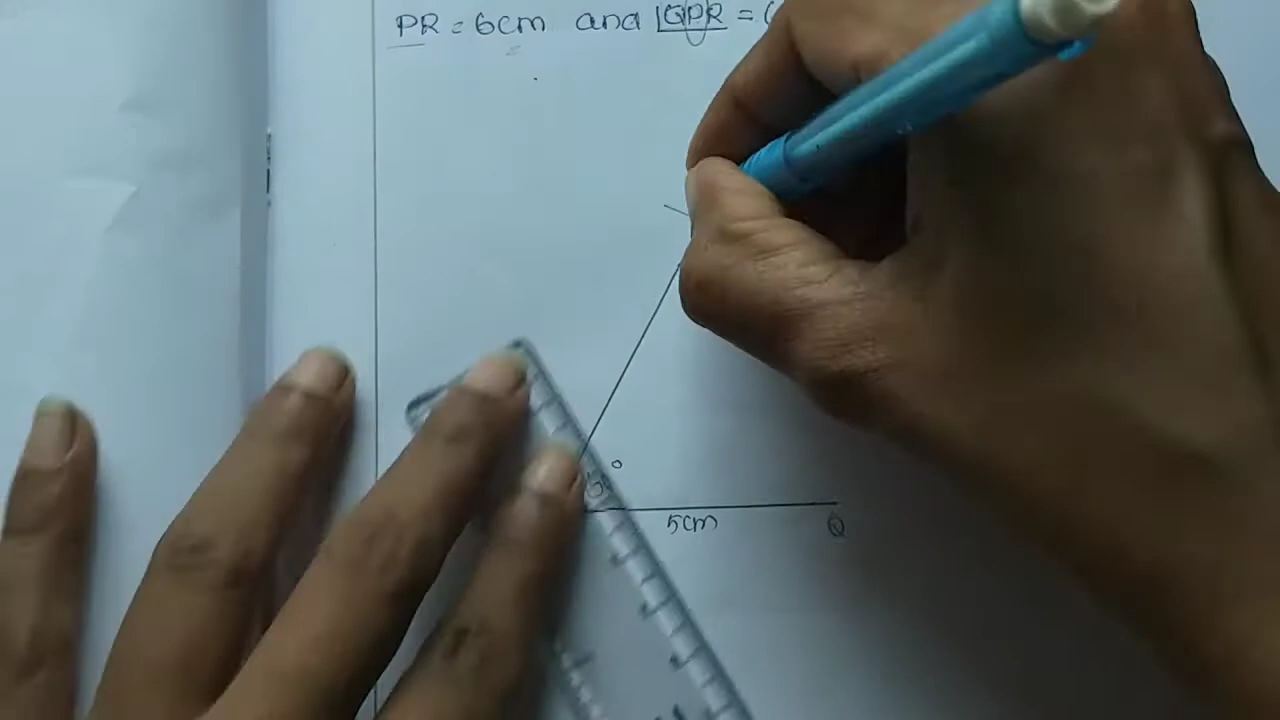 PR = 6cm and ∠QPR =
5cm
Q